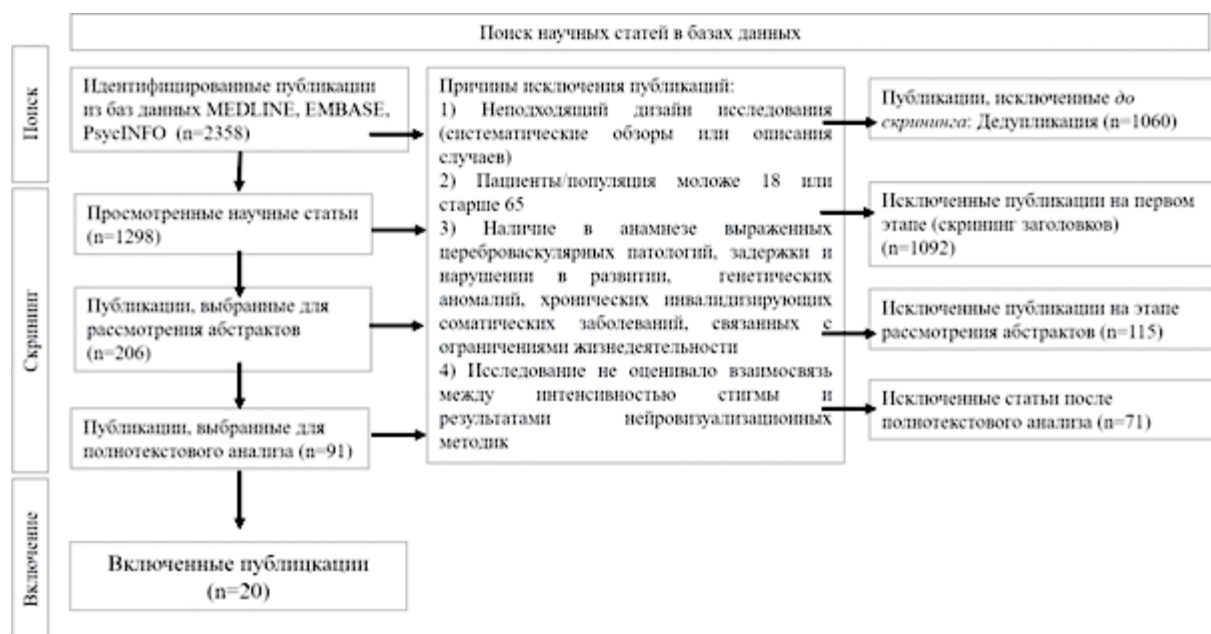 Поиск научных статей в базах данных
Поиск
Идентифицированные публикации
из баз данных MEDLINE, EMBASE,
PsycINFO (n=2358)
Причины исключения публикаций:
1) Неподходящий дизайн исследования
(систематические обзоры или описания
случаев)
2) Пациенты/популяция моложе 18 или
старше 65
3) Наличие в анамнезе выраженных
цереброваскулярных патологий, задержки и
нарушении в развитии, генетических
аномалий, хронических инвалидизирующих
соматических заболеваний, связанных с
ограничениями жизнедеятельности
4) Исследование не оценивало взаимосвязь
между интенсивностью стигмы и
результатами нейровизуализационных
методик
Публикации, исключенные до
скрининга: Дедупликация (n=1060)
Скрининг
Просмотренные научные статьи
(n=1298)
Исключенные публикации на первом
этапе (скрининг заголовков)
(n=1092)
Публикации, выбранные для
рассмотрения абстрактов
(n=206)
Исключенные публикации на этапе
рассмотрения абстрактов (n=115)
Публикации, выбранные для
полнотекстового анализа (n=91)
Исключенные статьи после
полнотекстового анализа (n=71)
Включение
Включенные публицкации
(n=20)